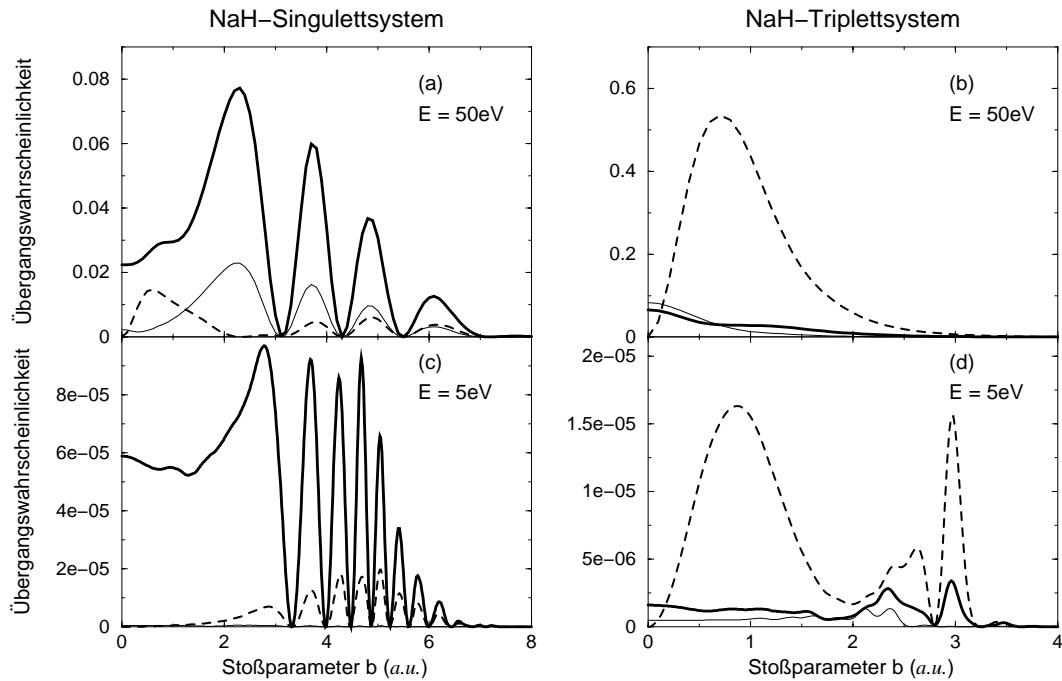 NaH−Singulettsystem
NaH−Triplettsystem
Übergangswahrscheinlichkeit
0.08
0.06
0.04
0.02
0
(a)
E = 50eV
0.6
0.4
0.2
0
(b)
E = 50eV
Übergangswahrscheinlichkeit
8e−05
6e−05
4e−05
2e−05
0
(c)
E = 5eV
2e−05
1.5e−05
1e−05
5e−06
0
(d)
E = 5eV
0 2 4 6 8
0 1 2 3 4
Stoßparameter b (a.u.)
Stoßparameter b (a.u.)